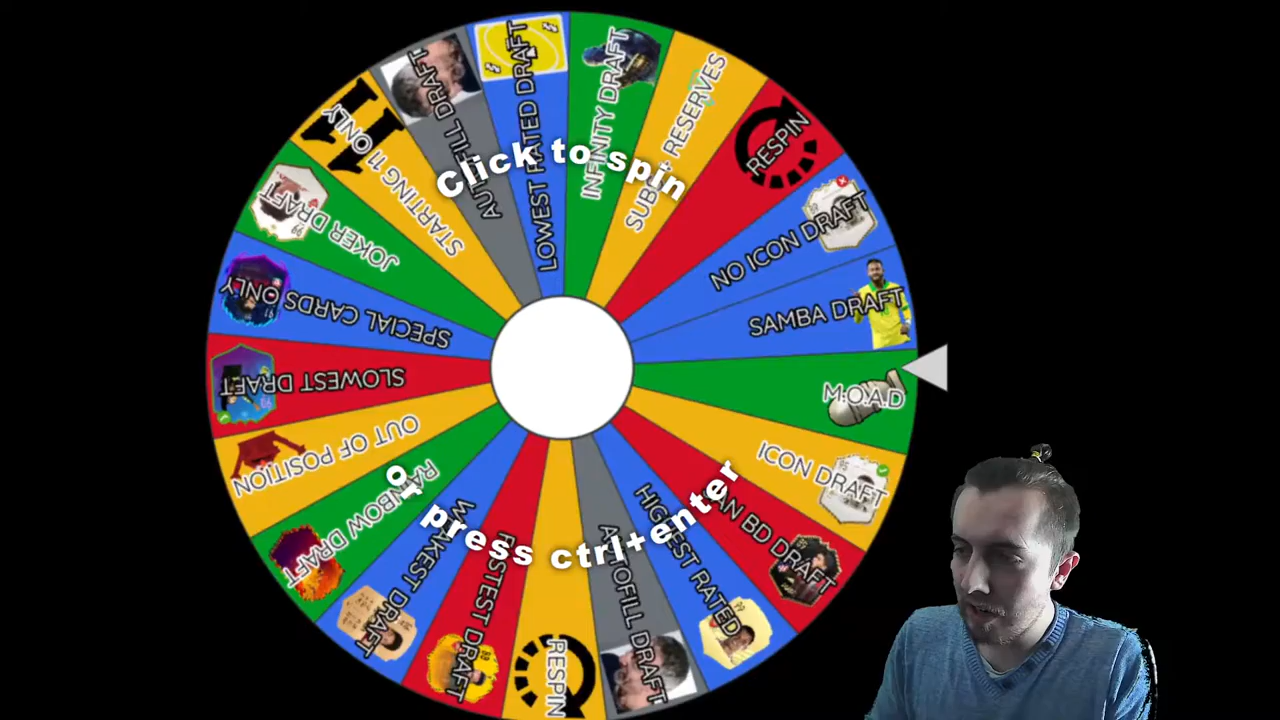 Click to spin
or press ctrl+enter
LOWEST RATED DRAFT
INFINITY DRAFT
RESERVES
RESPIN
NO ICON DRAFT
SAMBA DRAFT
M.O.A.D
ICON DRAFT
BD DRAFT
HIGHEST RATED
AUTOFILL DRAFT
RESPIN
FASTEST DRAFT
WEAKEST DRAFT
RAINBOW DRAFT
OUT OF POSITION
SLOWEST DRAFT
SPECIAL CARDS ONLY
JOKER DRAFT
STARTING 11 ONLY
11
AUTOFILL DRAFT